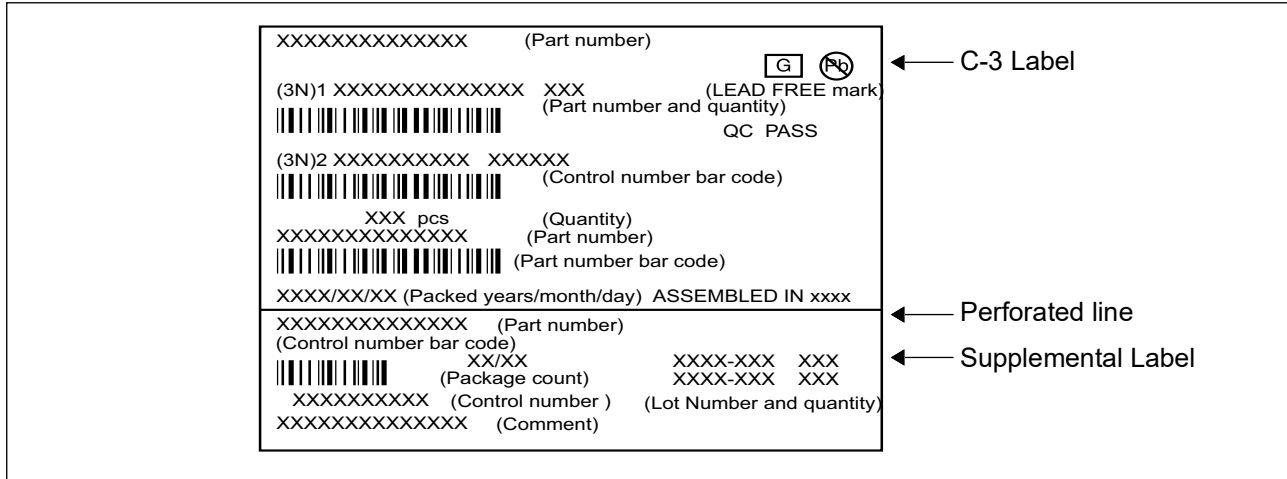 XXXXXXXXXXXXXX (Part number)
G Pb
C-3 Label
(3N)1 XXXXXXXXXXXXXX XXX (LEAD FREE mark)
(Part number and quantity)
QC PASS
(3N)2 XXXXXXXXXX XXXXXX
(Control number bar code)
XXX pcs (Quantity)
XXXXXXXXXXXXXX (Part number)
(Part number bar code)
XXXX/XX/XX (Packed years/month/day) ASSEMBLED IN xxxx
Perforated line
XXXXXXXXXXXXXX (Part number)
(Control number bar code)
Supplemental Label
XX/XX XXXX-XXX XXX
(Package count) XXXX-XXX XXX
XXXXXXXXXX (Control number ) (Lot Number and quantity)
XXXXXXXXXXXXXX (Comment)